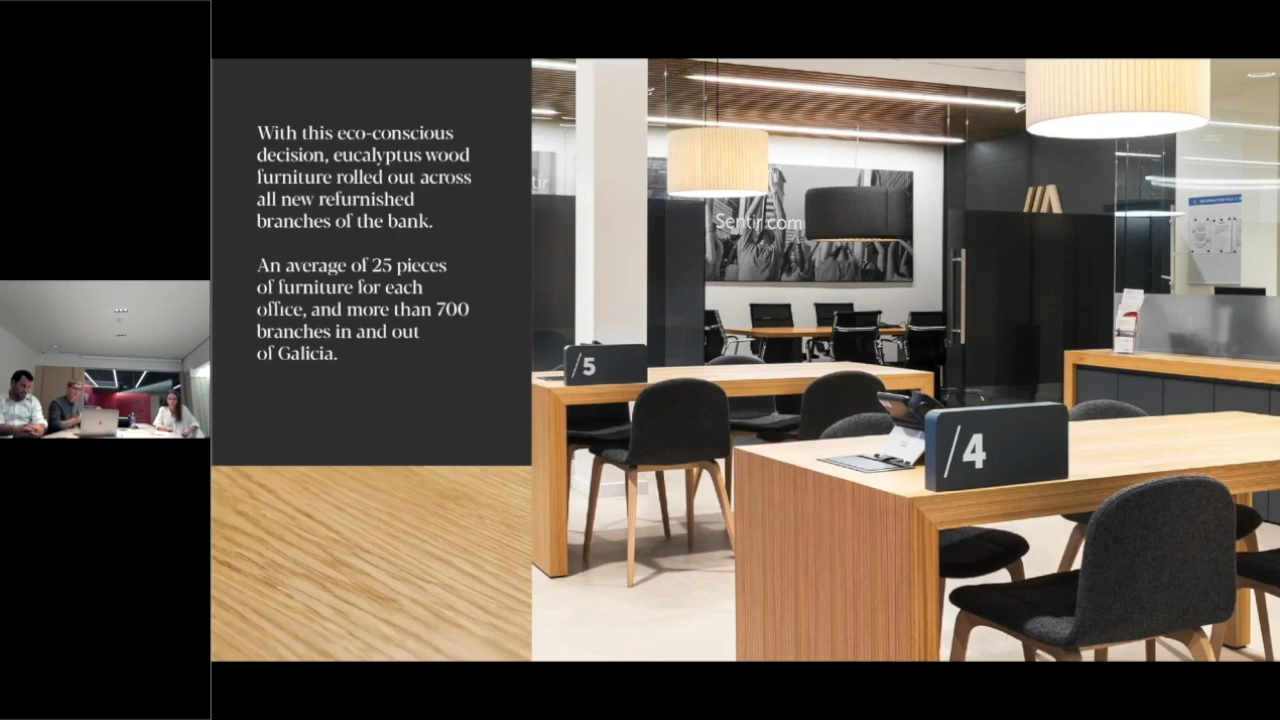 With this eco-conscious
decision, eucalyptus wood
furniture rolled out across
all new refurnished
branches of the bank.
An average of 25 pieces
of furniture for each
office, and more than 700
branches in and out
of Galicia.
Sentir.com
/5
/4